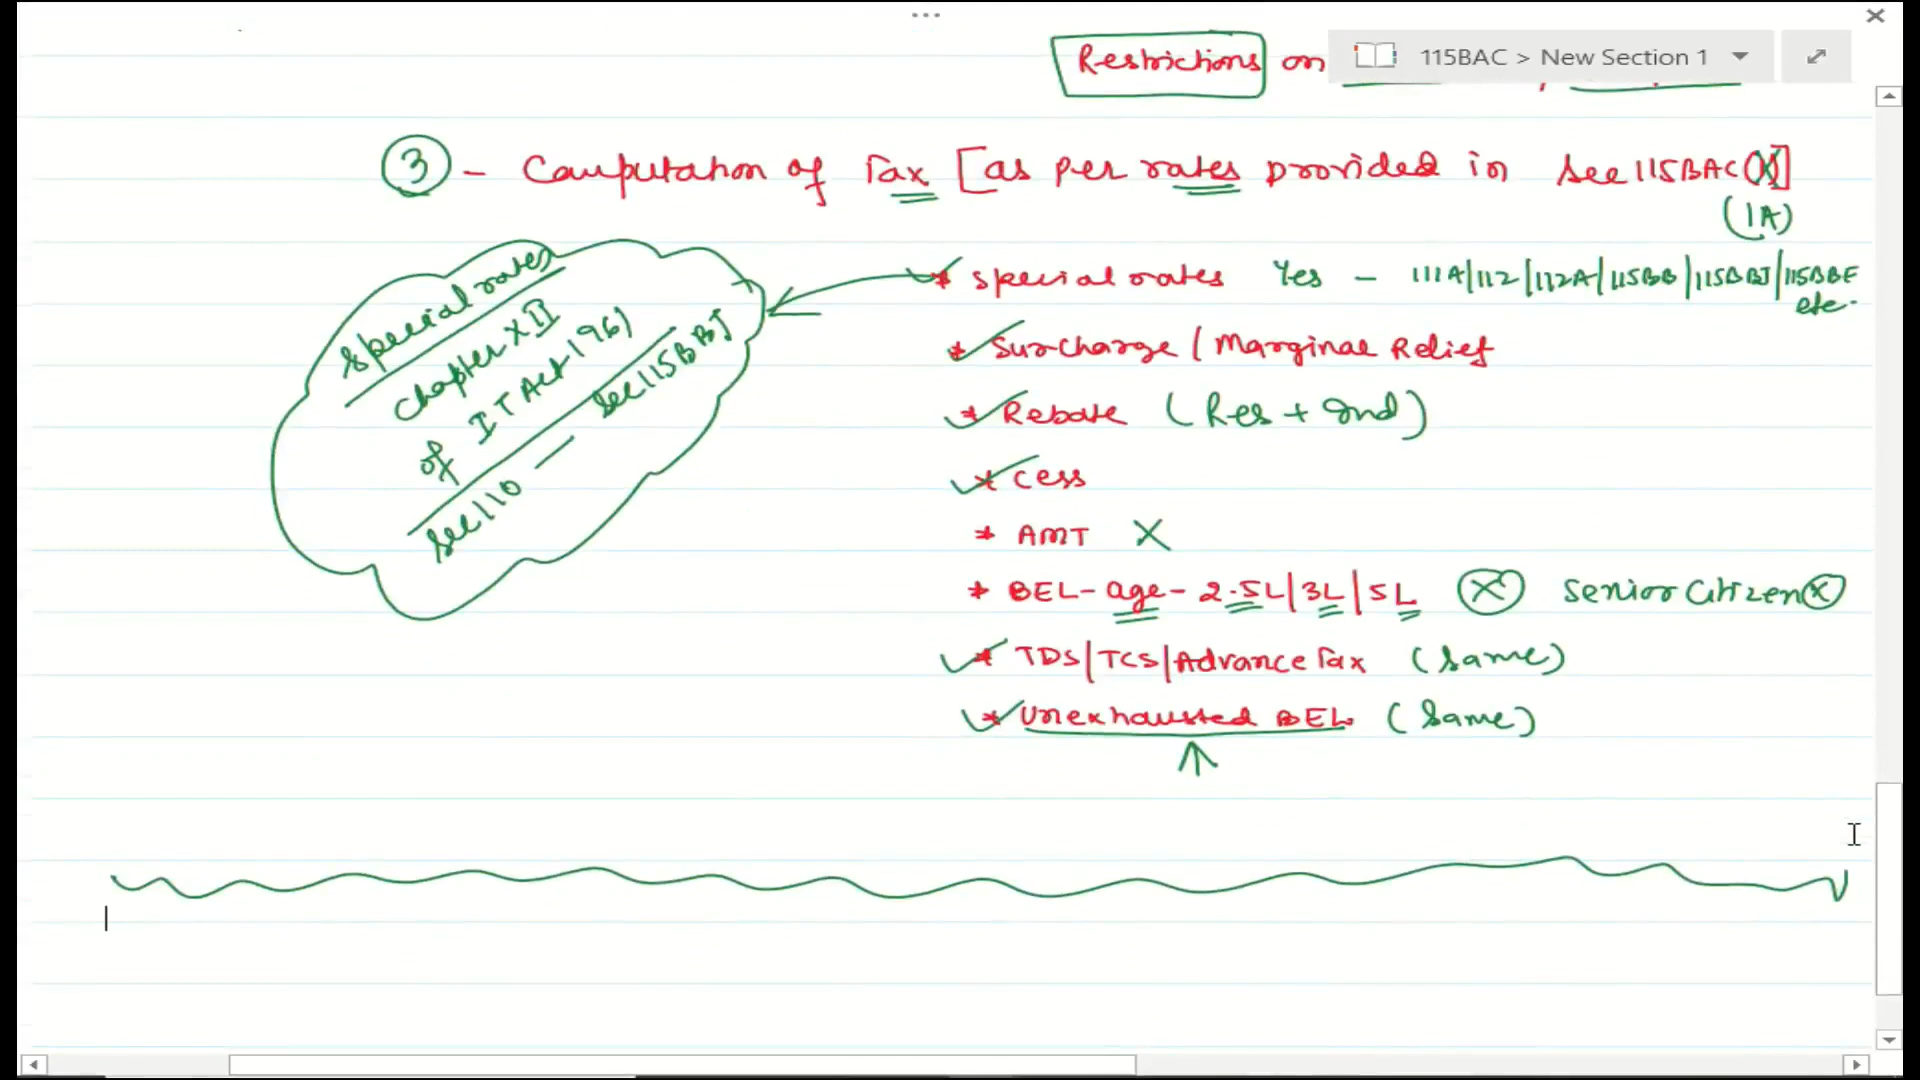 Restrictions on
115BAC > New Section 1
③ - Computation of Tax [as per rates provided in Sec 115BAC(X)]
(1A)
* Special rates Yes - 111A/112/112A/115BB/115BBJ/115BBE etc.
* Surcharge / Marginal Relief
* Rebate (Res + Ind)
* Cess
* AMT X
* BEL - age - 2.5L/3L/5L X Senior Citizen X
* TDS/TCS/Advance Tax (Same)
* Unexhausted BEL (Same)
Special rates
Chapter XII
of IT Act 1961
Sec 110 — Sec 115BBJ